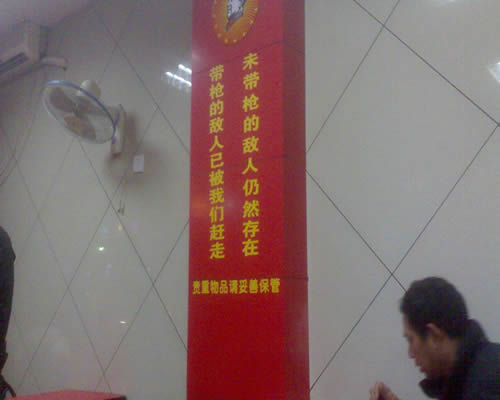 带枪的敌人已被我们赶走
未带枪的敌人仍然存在
贵重物品请妥善保管